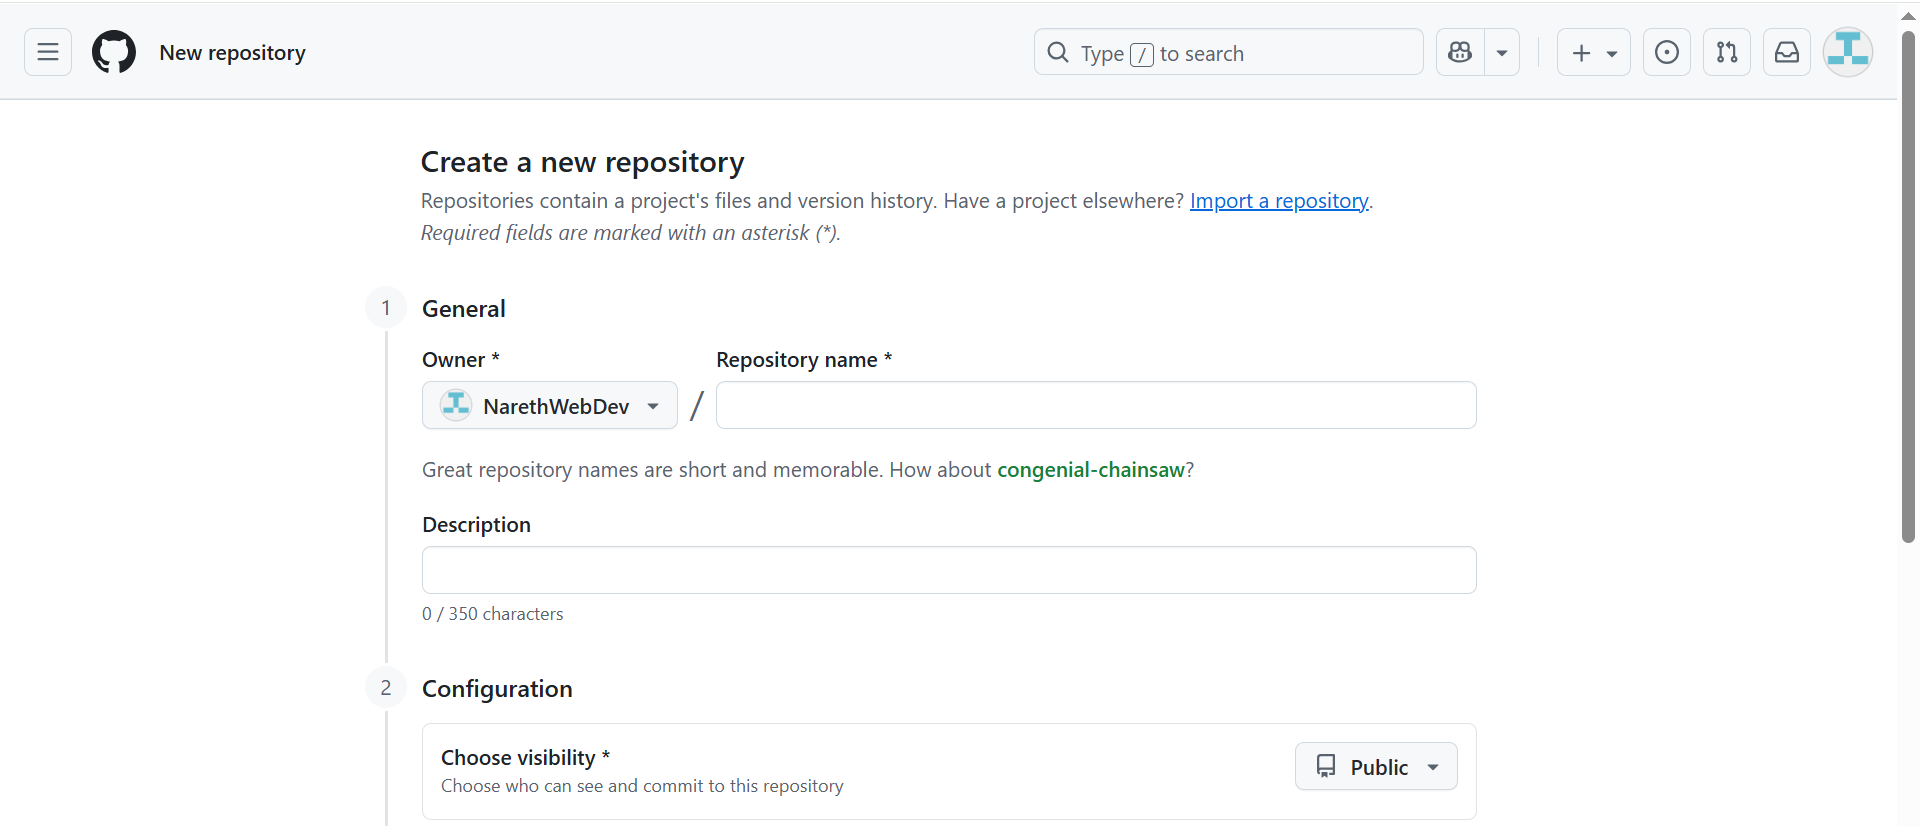 New repository
Type / to search
Create a new repository
Repositories contain a project's files and version history. Have a project elsewhere? Import a repository.
Required fields are marked with an asterisk (*).
1 General
Owner * Repository name *
NarethWebDev /
Great repository names are short and memorable. How about congenial-chainsaw?
Description
0 / 350 characters
2 Configuration
Choose visibility *
Choose who can see and commit to this repository
Public